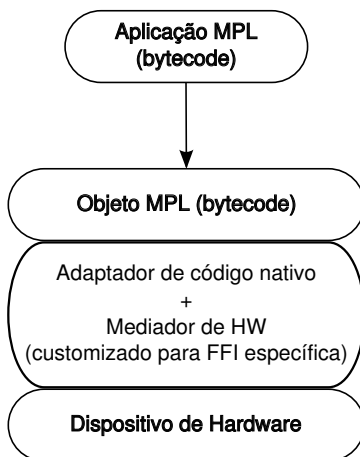 Aplicação MPL
(bytecode)
Objeto MPL (bytecode)
Adaptador de código nativo
+
Mediador de HW
(customizado para FFI específica)
Dispositivo de Hardware